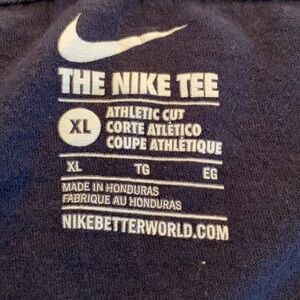 THE NIKE TEE
XL
ATHLETIC CUT
CORTE ATLÉTICO
COUPE ATHLÉTIQUE
XL TG EG
MADE IN HONDURAS
FABRIQUÉ AU HONDURAS
NIKEBETTERWORLD.COM